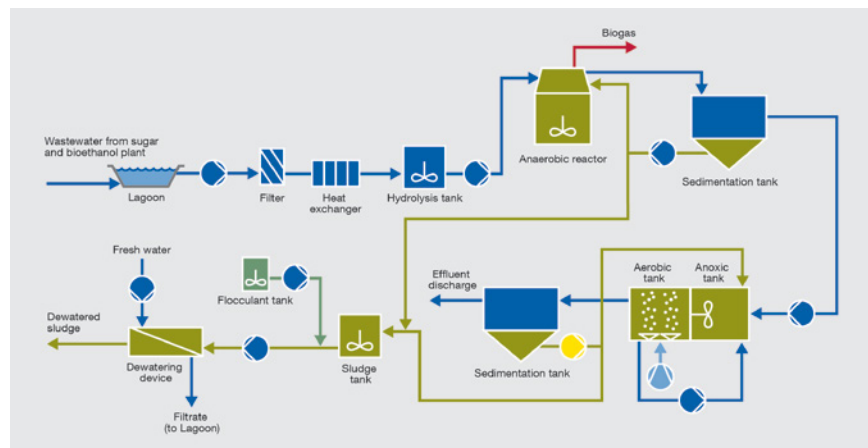 Biogas
Wastewater from sugar
and bioethanol plant
Lagoon
Filter
Heat
exchanger
Hydrolysis tank
Anaerobic reactor
Sedimentation tank
Fresh water
Flocculant tank
Effluent
discharge
Aerobic
tank
Anoxic
tank
Dewatered
sludge
Dewatering
device
Sludge
tank
Sedimentation tank
Filtrate
(to Lagoon)